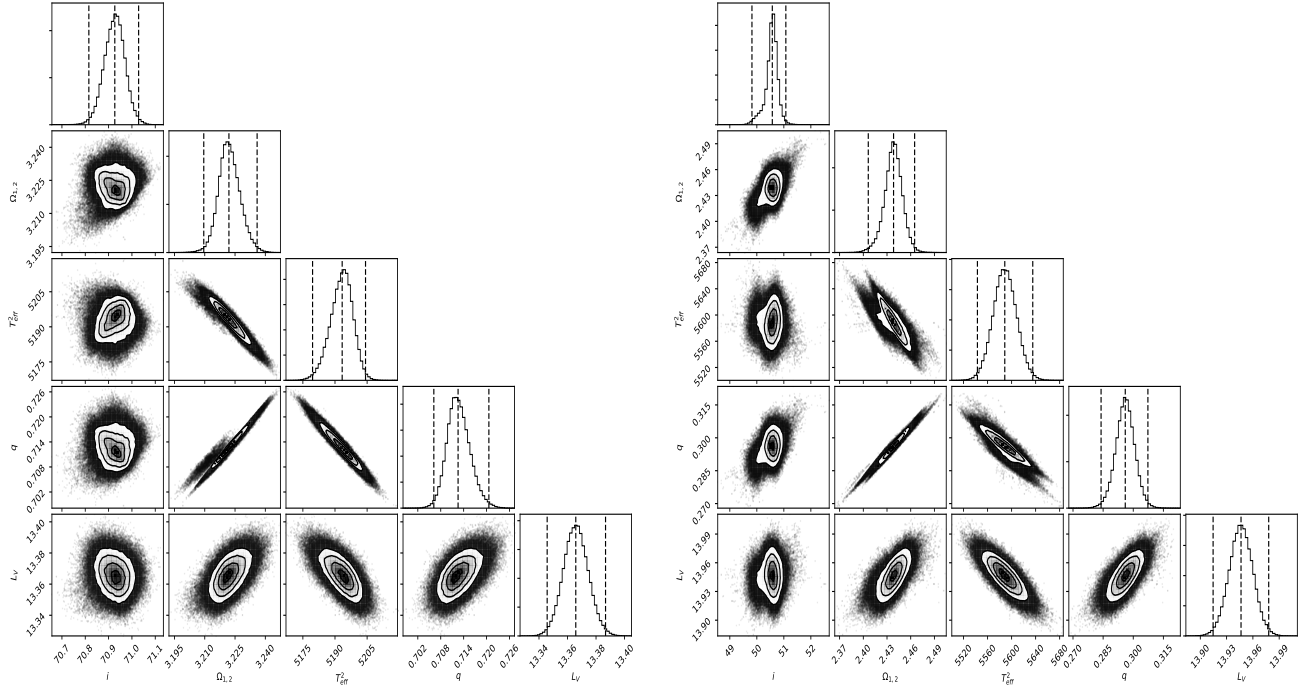 Ω1,2
3.240
3.225
3.210
3.195
T²eff
5205
5190
5175
q
0.726
0.720
0.714
0.708
0.702
LV
13.40
13.38
13.36
13.34
70.7 70.8 70.9 71.0 71.1
i
3.195 3.210 3.225 3.240
Ω1,2
5175 5190 5205
T²eff
0.702 0.708 0.714 0.720 0.726
q
13.34 13.36 13.38 13.40
LV
Ω1,2
2.49
2.46
2.43
2.40
2.37
T²eff
5680
5640
5600
5560
5520
q
0.315
0.300
0.285
0.270
LV
13.99
13.96
13.93
13.90
49 50 51 52
i
2.37 2.40 2.43 2.46 2.49
Ω1,2
5520 5560 5600 5640 5680
T²eff
0.270 0.285 0.300 0.315
q
13.90 13.93 13.96 13.99
LV